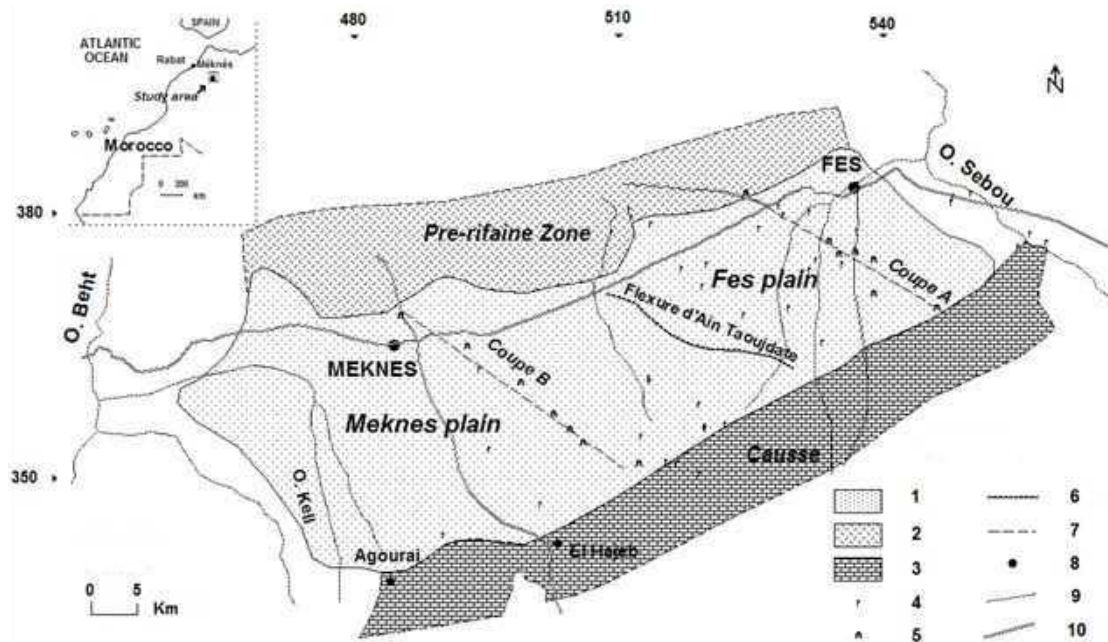 480
510
540
SPAIN
ATLANTIC
OCEAN
Rabat
Méknès
Study area
Morocco
0 200
km
N
380
350
O. Sebou
FES
Pre-rifaine Zone
Fes plain
Coupe A
Flexure d'Ain Taoujdate
O. Beht
MEKNES
Coupe B
Meknes plain
Causse
O. Kell
Agourai
El Hajeb
0 5
Km
1
2
3
4
5
6
7
8
9
10